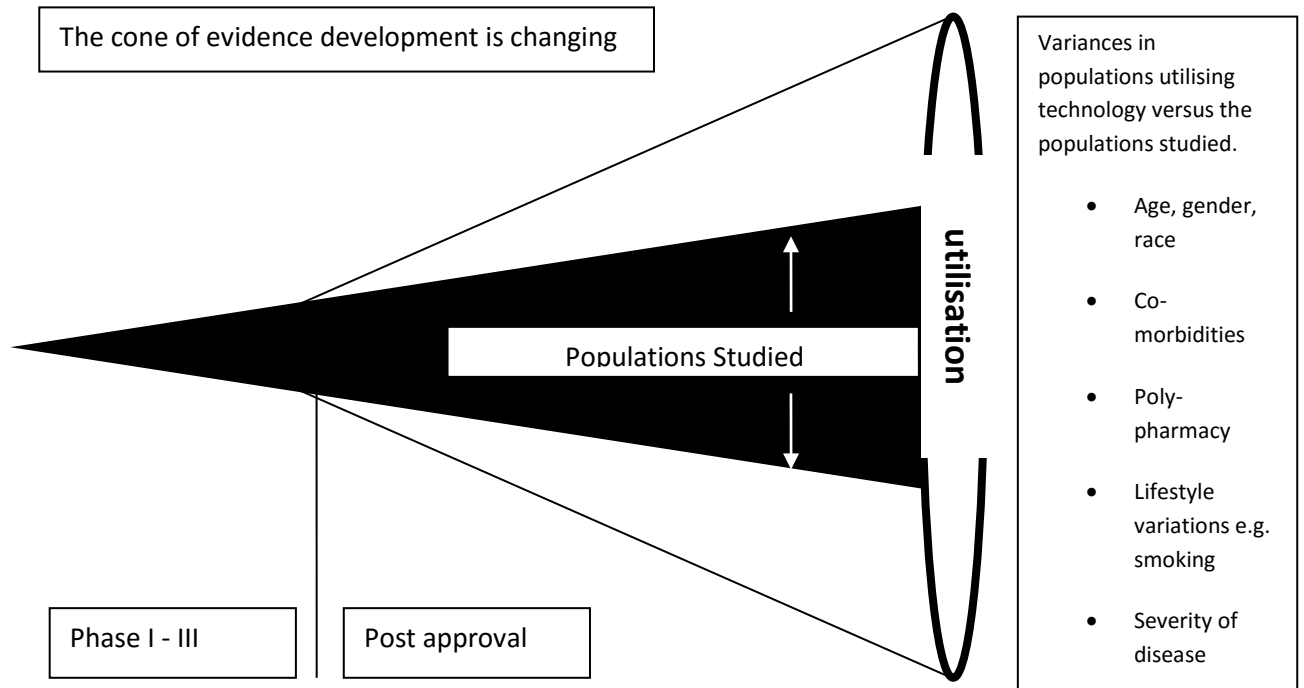 The cone of evidence development is changing
Variances in
populations utilising
technology versus the
populations studied.
• Age, gender,
race
• Co-
morbidities
• Poly-
pharmacy
• Lifestyle
variations e.g.
smoking
• Severity of
disease
utilisation
Populations Studied
Phase I - III
Post approval